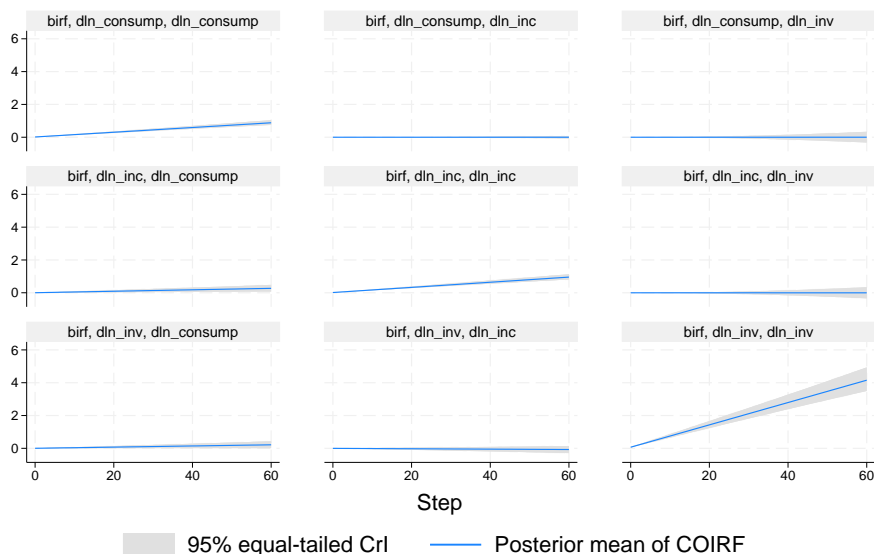 birf, dln_consump, dln_consump
birf, dln_consump, dln_inc
birf, dln_consump, dln_inv
6
4
2
0
birf, dln_inc, dln_consump
birf, dln_inc, dln_inc
birf, dln_inc, dln_inv
6
4
2
0
birf, dln_inv, dln_consump
birf, dln_inv, dln_inc
birf, dln_inv, dln_inv
6
4
2
0
0 20 40 60
0 20 40 60
0 20 40 60
Step
95% equal-tailed CrI
Posterior mean of COIRF